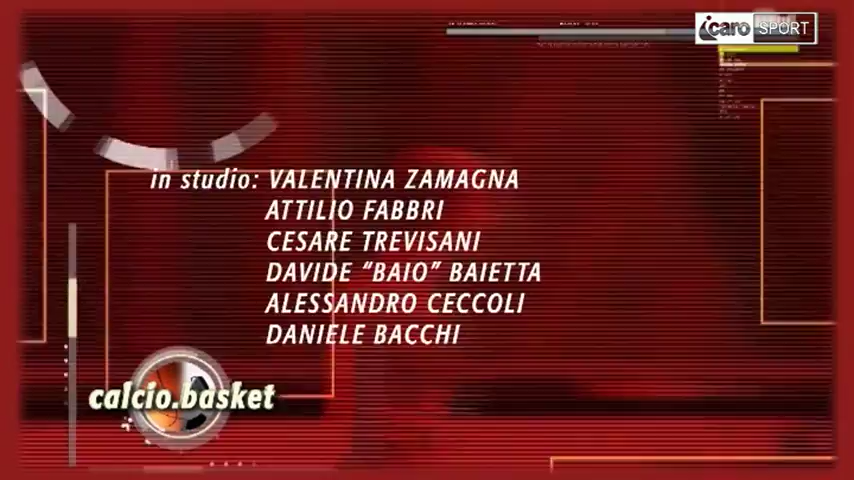 icaro SPORT
in studio: VALENTINA ZAMAGNA
ATTILIO FABBRI
CESARE TREVISANI
DAVIDE “BAIO” BAIETTA
ALESSANDRO CECCOLI
DANIELE BACCHI
calcio.basket